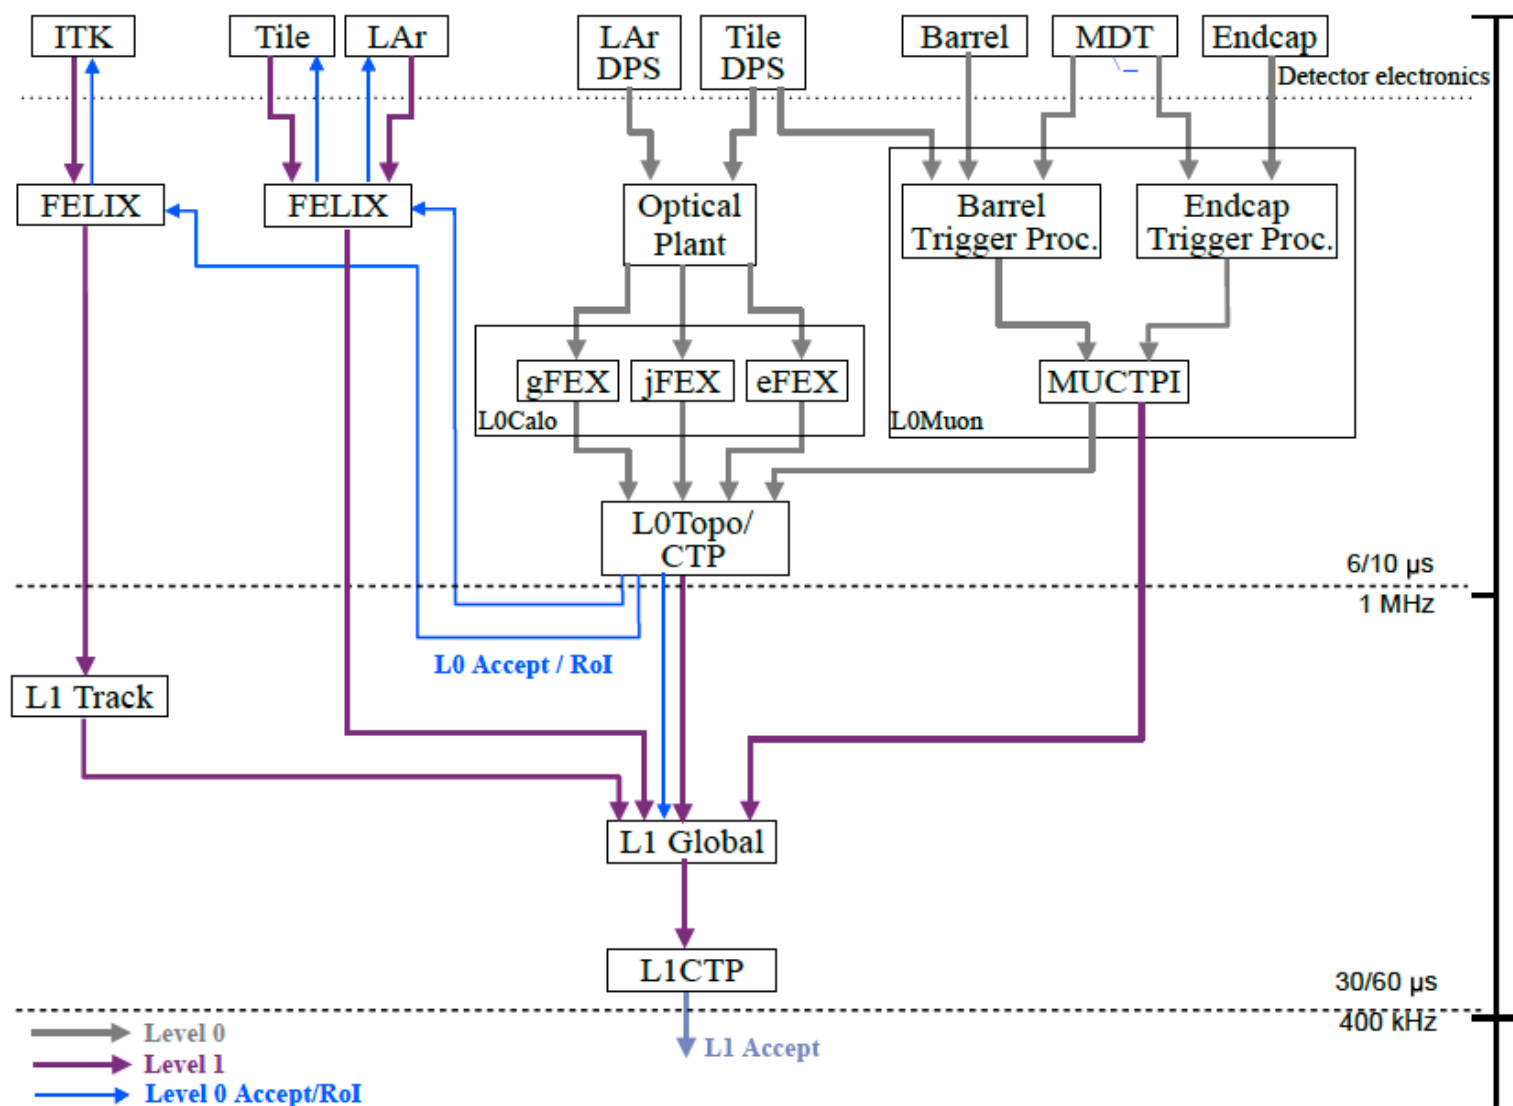 ITK
Tile
LAr
LAr
DPS
Tile
DPS
Barrel
MDT
Endcap
Detector electronics
FELIX
FELIX
Optical
Plant
Barrel
Trigger Proc.
Endcap
Trigger Proc.
gFEX
jFEX
eFEX
L0Calo
MUCTPI
L0Muon
L0Topo/
CTP
6/10 µs
1 MHz
L0 Accept / RoI
L1 Track
L1 Global
L1CTP
30/60 µs
400 kHz
L1 Accept
Level 0
Level 1
Level 0 Accept/RoI